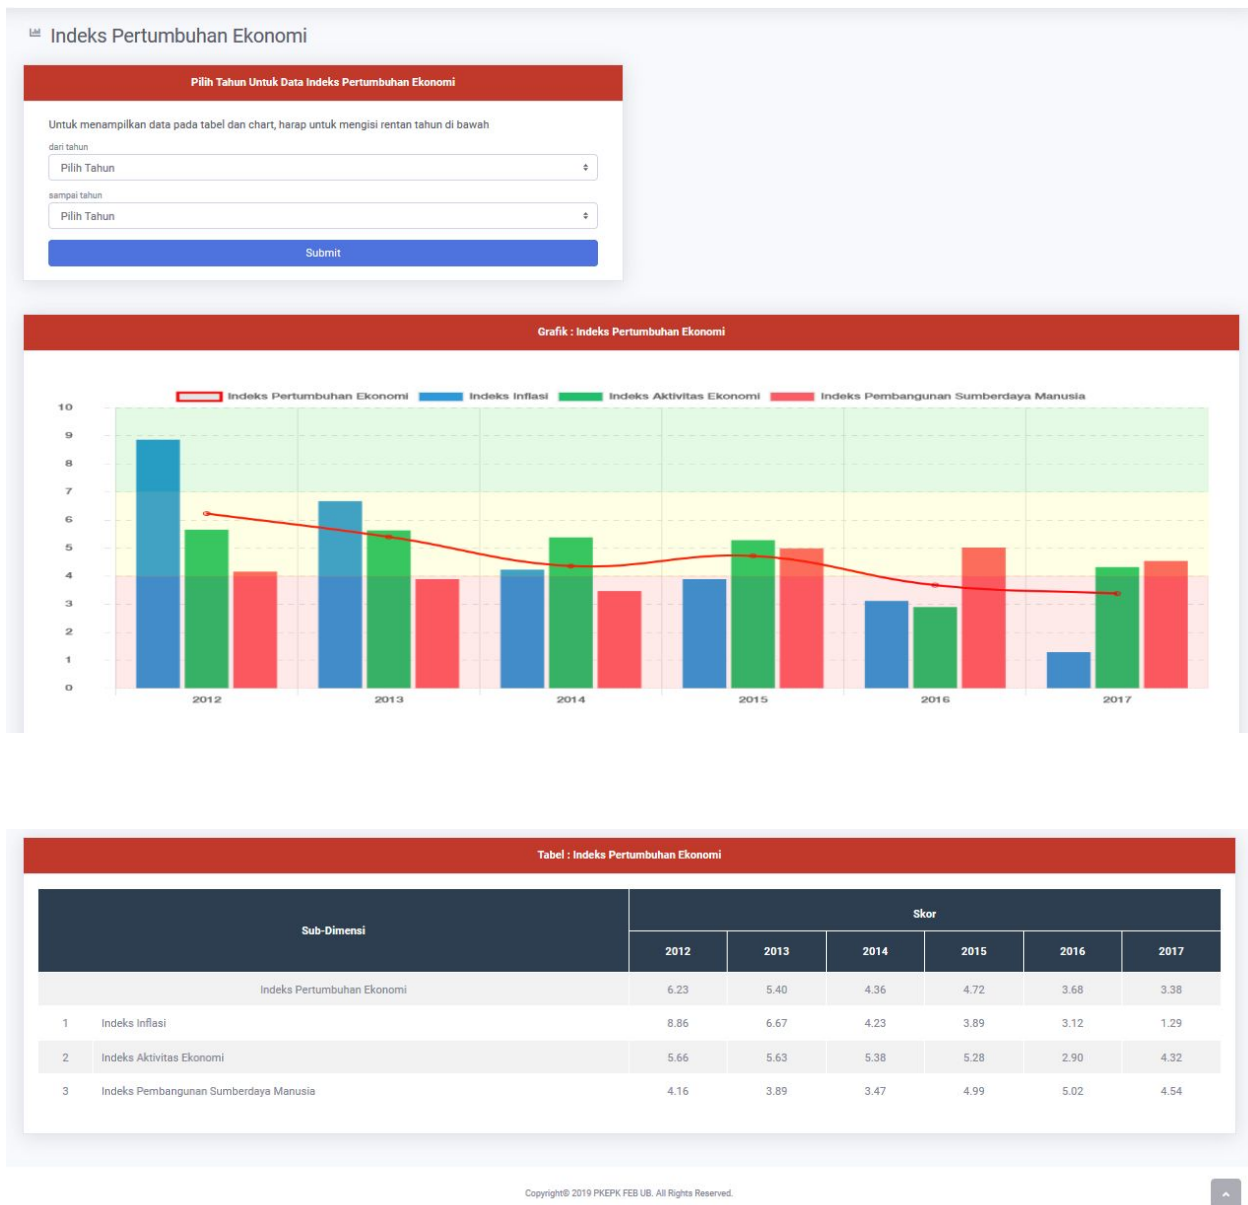 Indeks Pertumbuhan Ekonomi
Pilih Tahun Untuk Data Indeks Pertumbuhan Ekonomi
Untuk menampilkan data pada tabel dan chart, harap untuk mengisi rentan tahun di bawah
dari tahun
Pilih Tahun
sampai tahun
Pilih Tahun
Submit
Grafik : Indeks Pertumbuhan Ekonomi
Indeks Pertumbuhan Ekonomi Indeks Inflasi Indeks Aktivitas Ekonomi Indeks Pembangunan Sumberdaya Manusia
10
9
8
7
6
5
4
3
2
1
0
2012 2013 2014 2015 2016 2017
Tabel : Indeks Pertumbuhan Ekonomi
Sub-Dimensi Skor
2012 2013 2014 2015 2016 2017
Indeks Pertumbuhan Ekonomi 6.23 5.40 4.36 4.72 3.68 3.38
1 Indeks Inflasi 8.86 6.67 4.23 3.89 3.12 1.29
2 Indeks Aktivitas Ekonomi 5.66 5.63 5.38 5.28 2.90 4.32
3 Indeks Pembangunan Sumberdaya Manusia 4.16 3.89 3.47 4.99 5.02 4.54
Copyright© 2019 PKEPK FEB UB. All Rights Reserved.